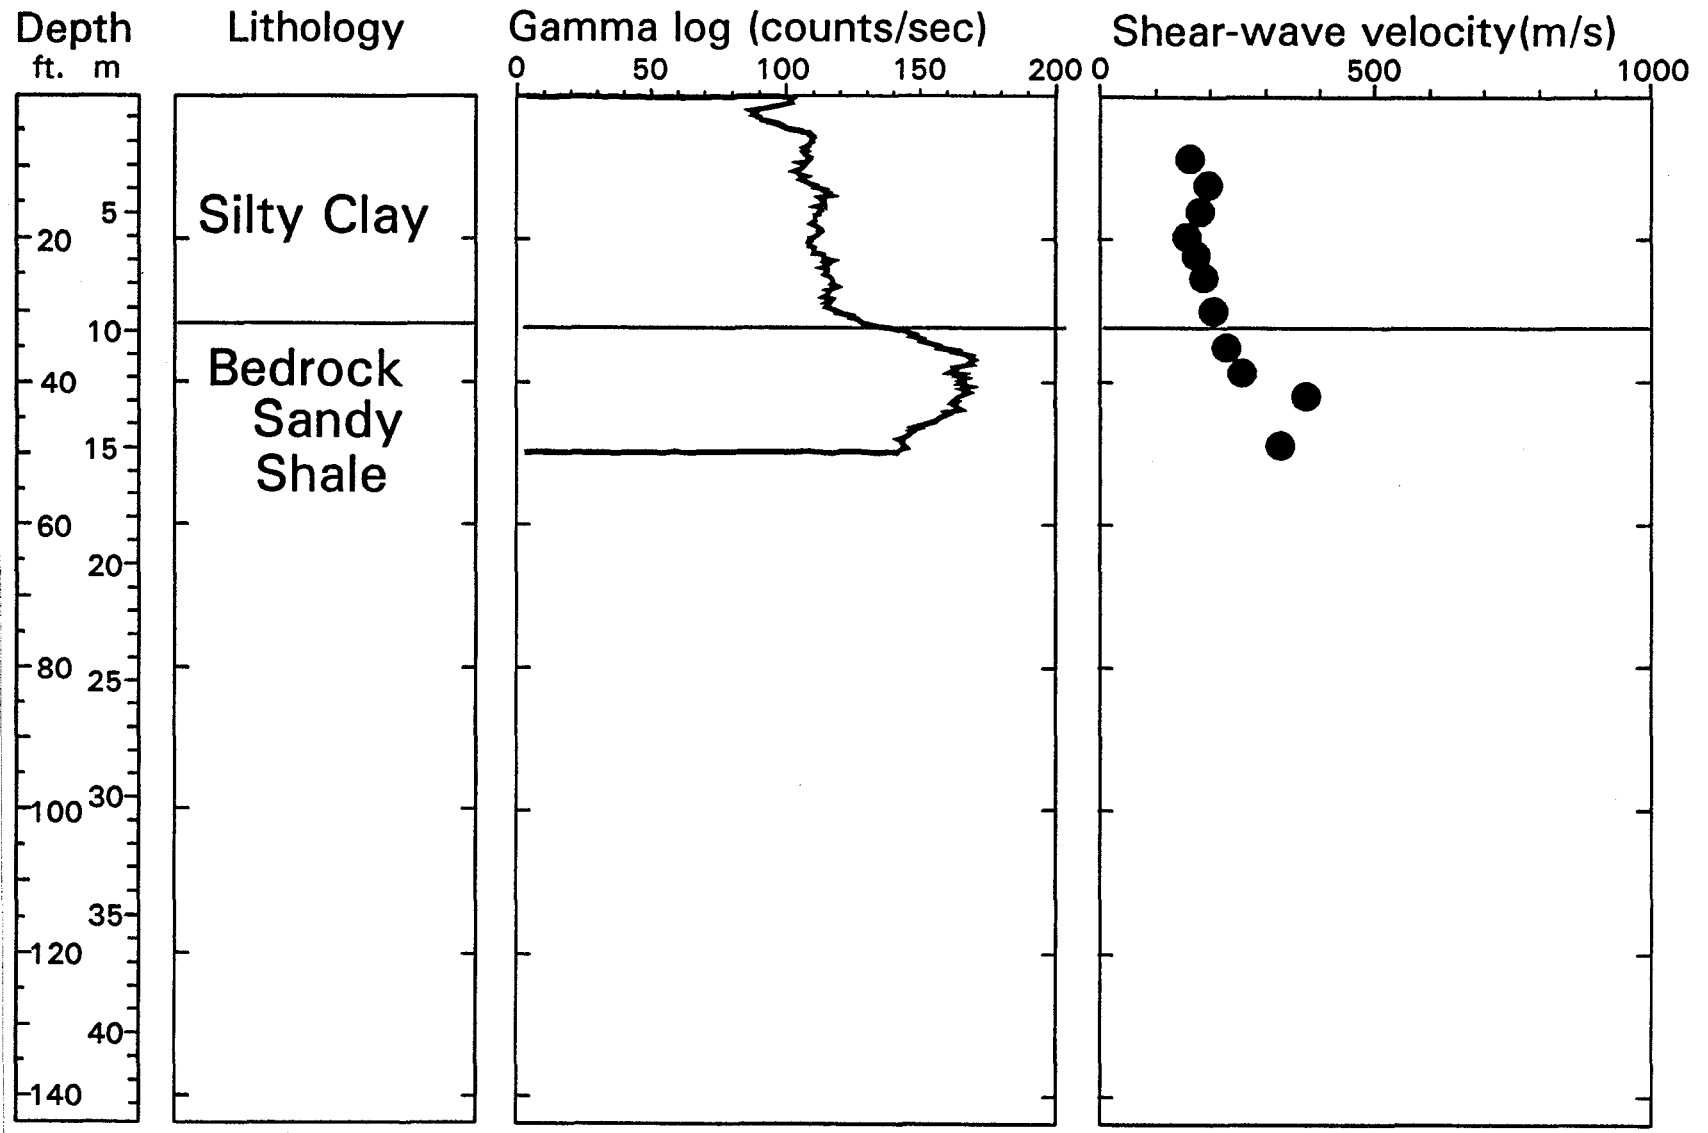 Depth Lithology Gamma log (counts/sec) Shear-wave velocity(m/s)
ft. m 0 50 100 150 200 0 500 1000
Silty Clay
5
20
10
Bedrock
40
Sandy
15
Shale
60
20
80
25
30
100
35
120
40
140